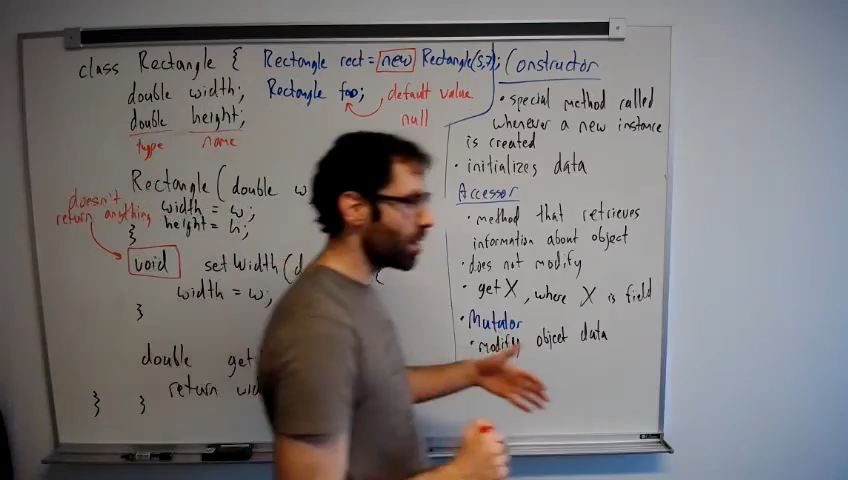 class Rectangle {
double width;
double height;
type name
Rectangle rect = new Rectangle(5,7);
Rectangle foo;
default value
null
Rectangle (double w
width = w;
height = h;
}
doesn't
return anything
void setWidth (d
width = w;
}
double get
return wid
}
}
Constructor
• special method called
whenever a new instance
is created
• initializes data
Accessor
• method that retrieves
information about object
• does not modify
• get X, where X is field
• Mutator
• modify object data